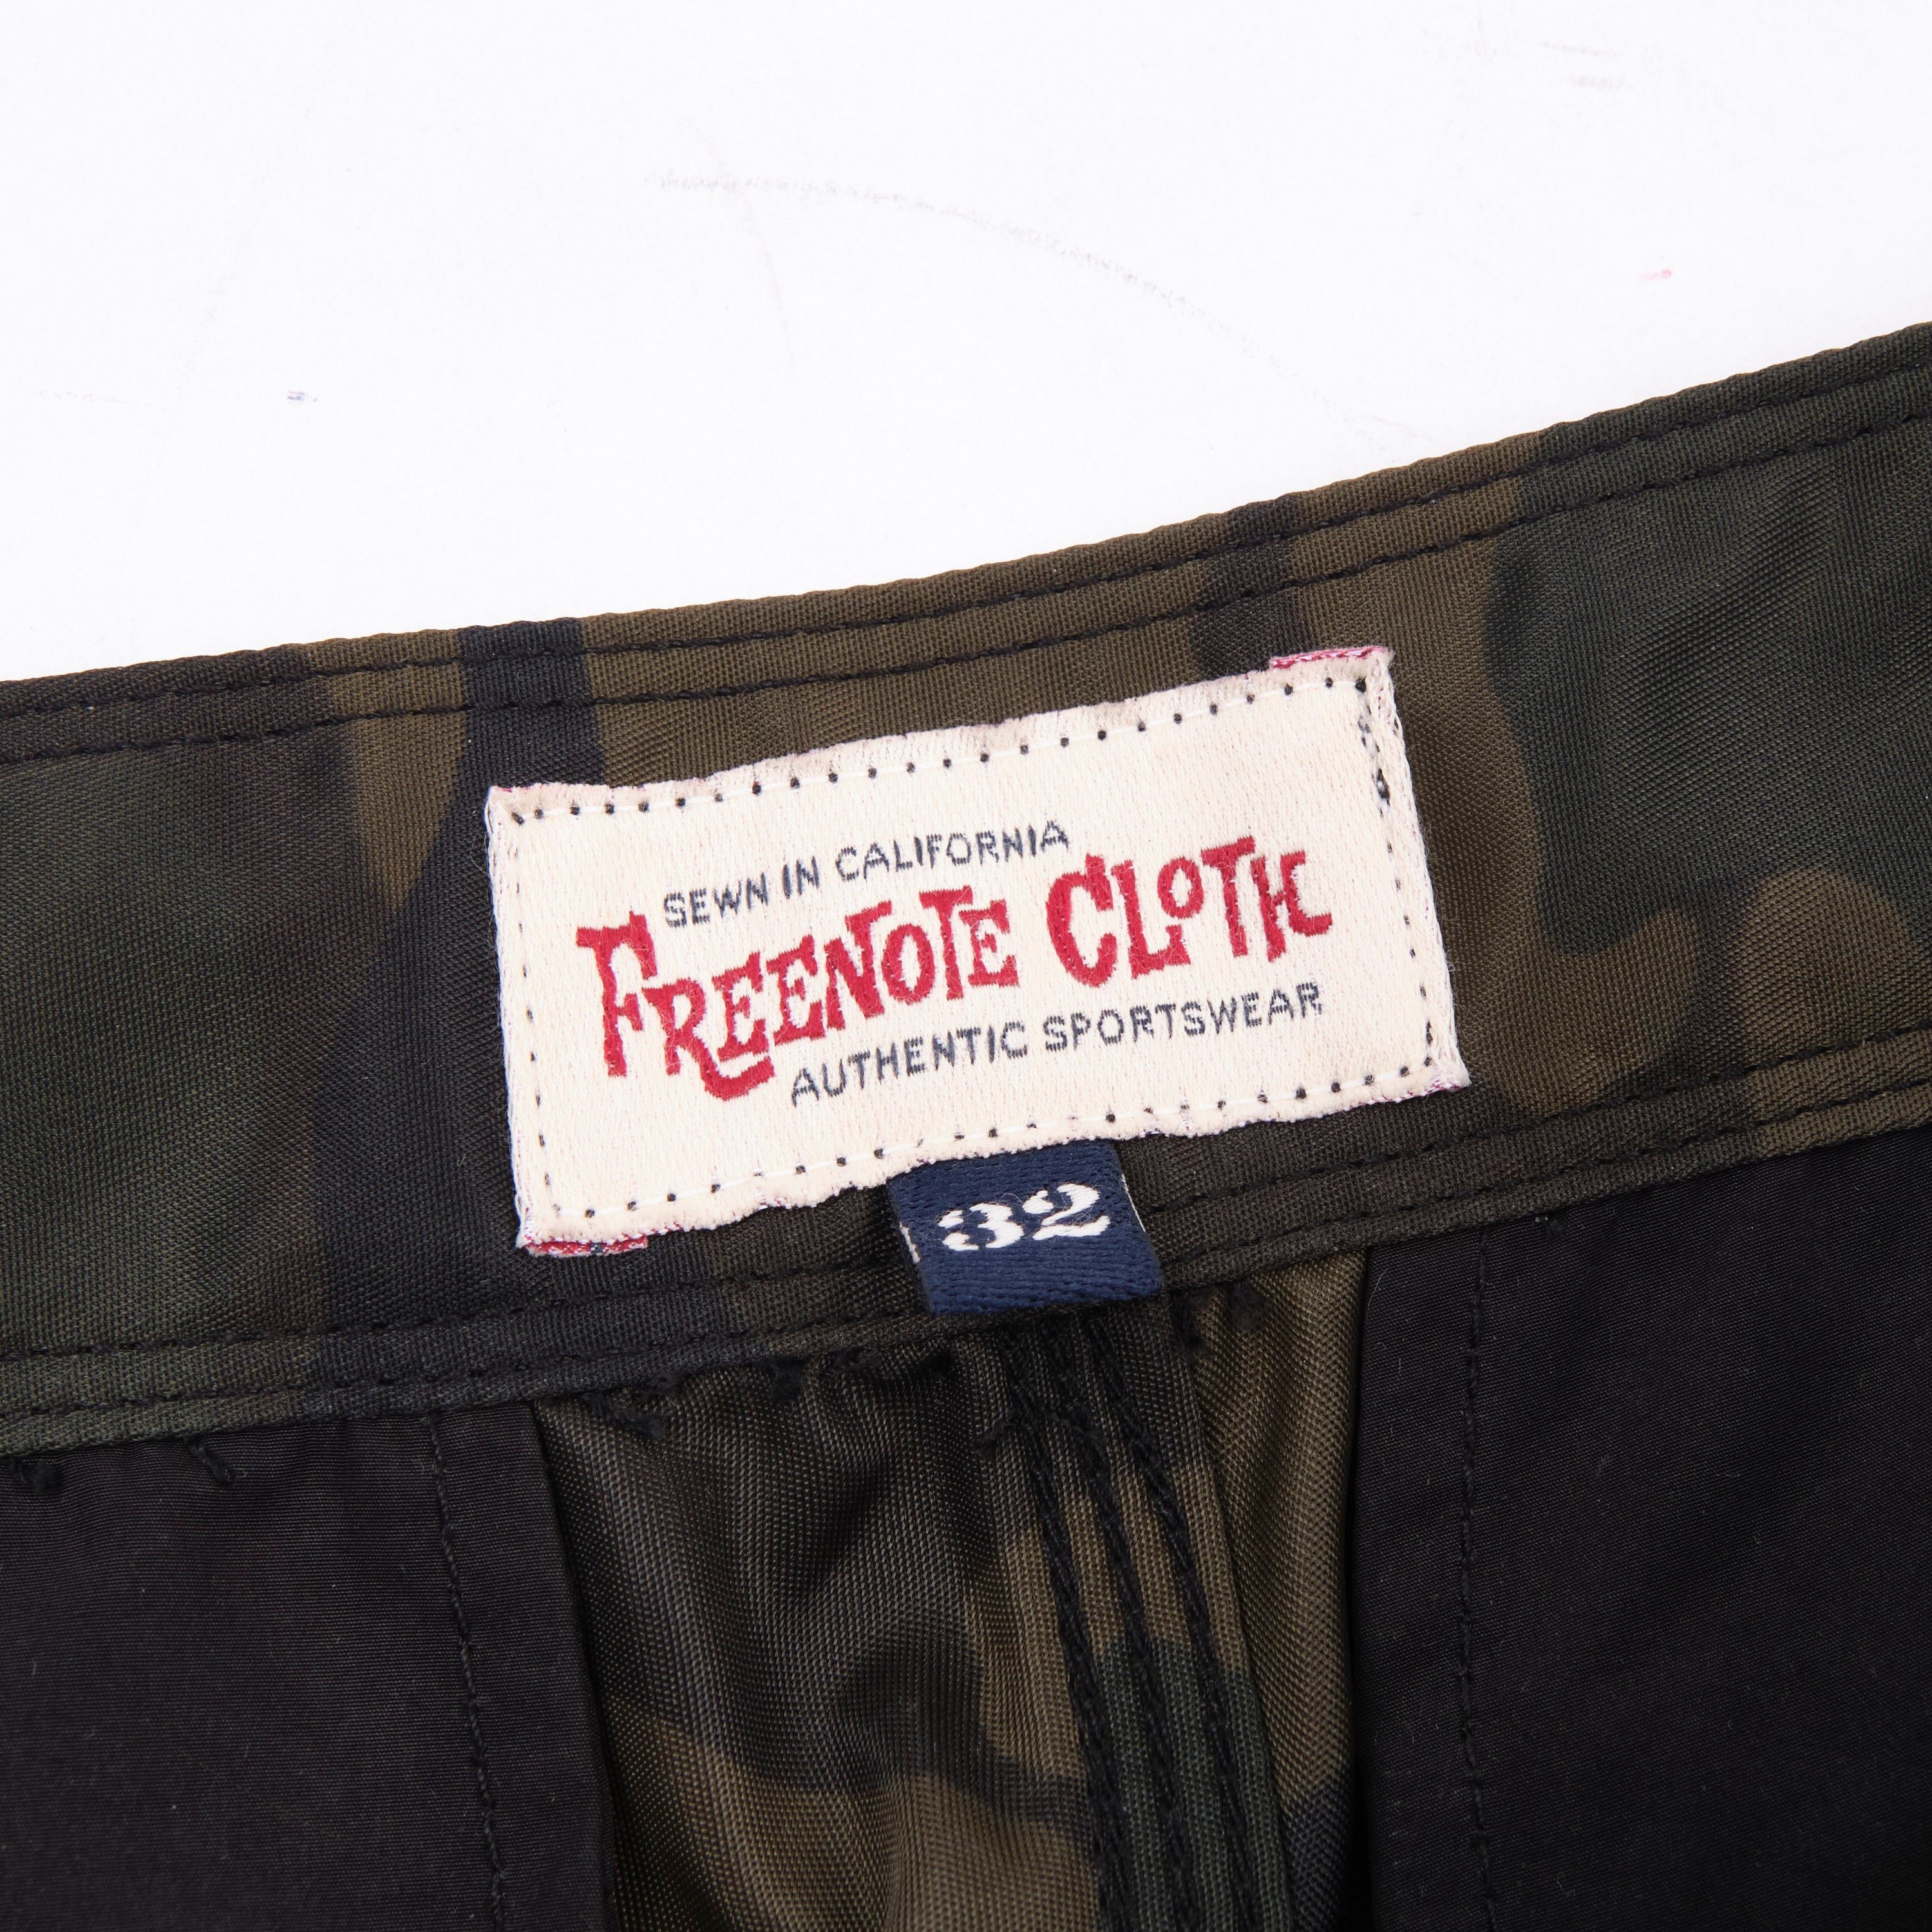 SEWN IN CALIFORNIA
FREENOTE CLOTH
AUTHENTIC SPORTSWEAR
32